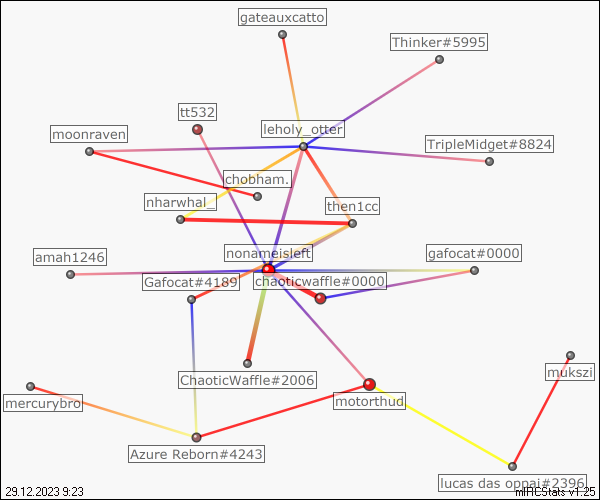 gateauxcatto
Thinker#5995
tt532
leholy_otter
moonraven
TripleMidget#8824
chobham.
nharwhal_
then1cc
nonameisleft
gafocat#0000
amah1246
Gafocat#4189
chaoticwaffle#0000
mukszi
ChaoticWaffle#2006
mercurybro
motorthud
Azure Reborn#4243
lucas das oppai#2396
29.12.2023 9:23
mIRCStats v1.25